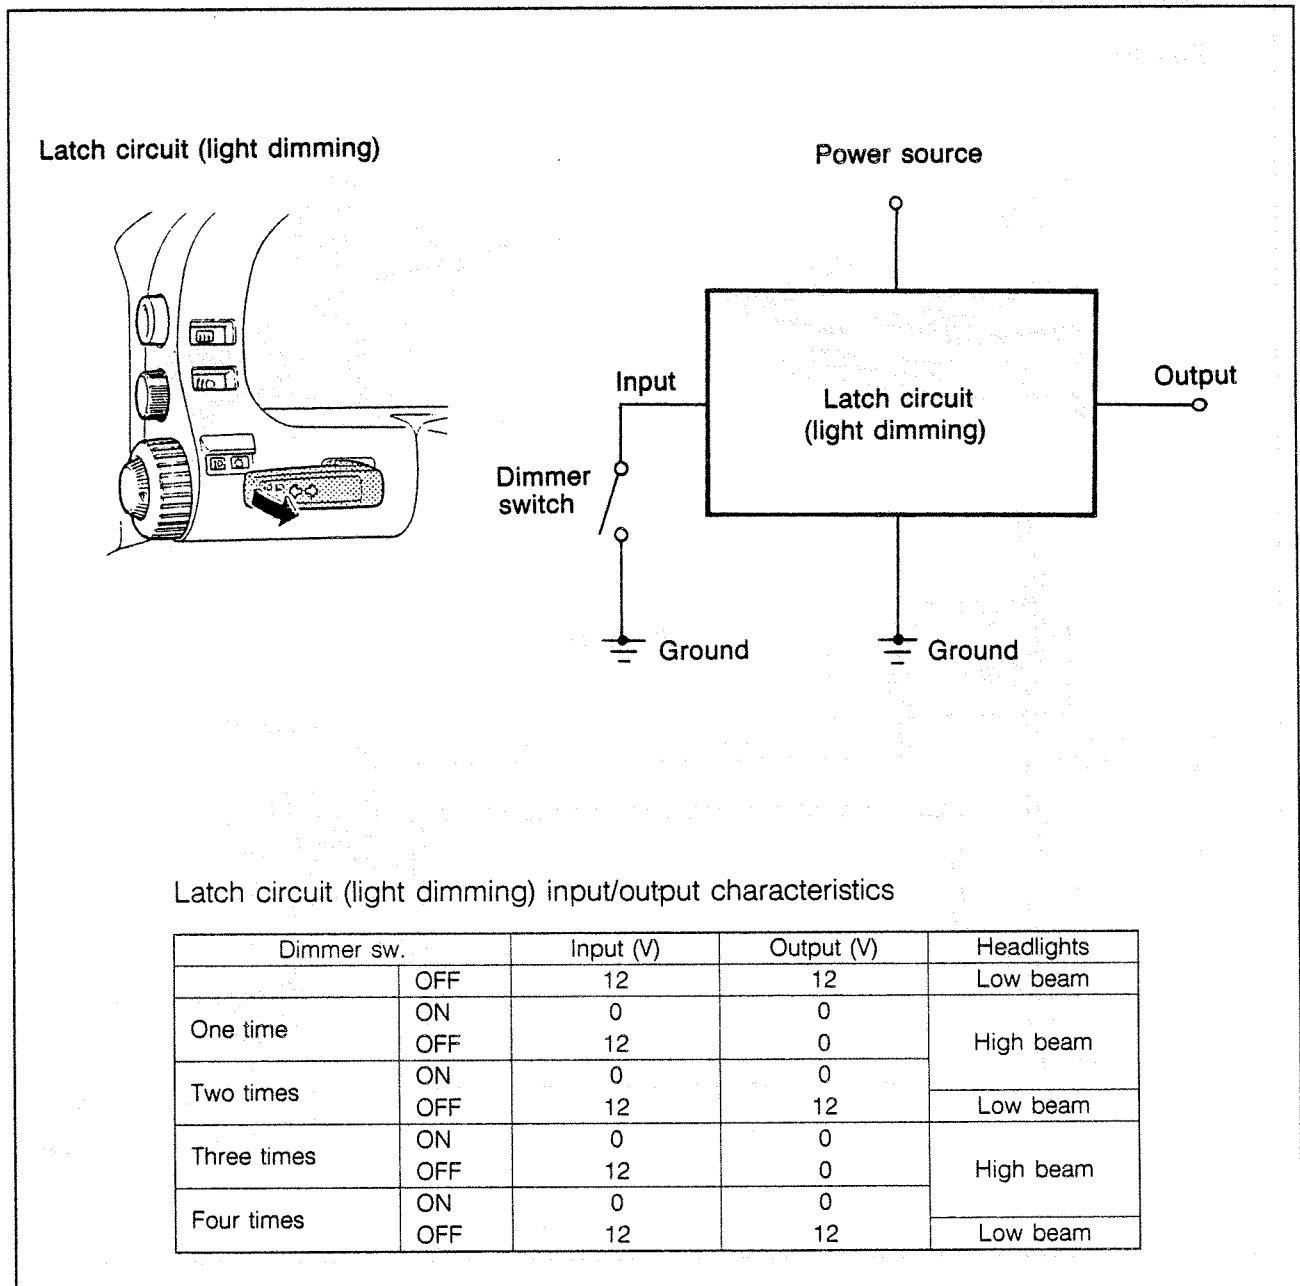 Latch circuit (light dimming)
Power source
Input
Output
Latch circuit
(light dimming)
Dimmer
switch
Ground
Ground
Latch circuit (light dimming) input/output characteristics
Dimmer sw. Input (V) Output (V) Headlights
OFF 12 12 Low beam
One time ON 0 0 High beam
OFF 12 0
Two times ON 0 0
OFF 12 12 Low beam
Three times ON 0 0 High beam
OFF 12 0
Four times ON 0 0
OFF 12 12 Low beam